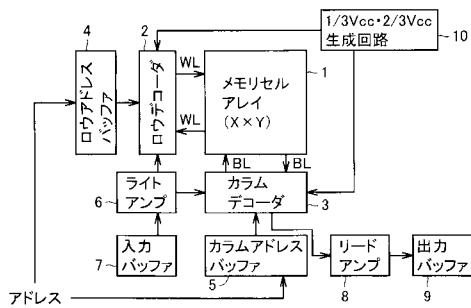 1/3Vcc・2/3Vcc
生成回路
10
4
2
1
ロウアドレス
バッファ
ロウデコーダ
WL
WL
メモリセル
アレイ
(X×Y)
BL
BL
ライト
アンプ
6
カラム
デコーダ
3
入力
バッファ
7
カラムアドレス
バッファ
5
リード
アンプ
8
出力
バッファ
9
アドレス